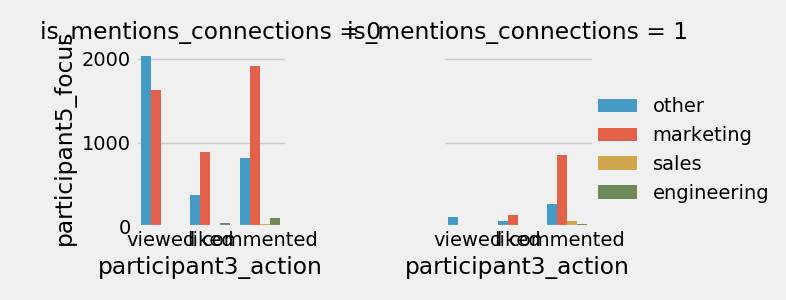 is_mentions_connections = 0
is_mentions_connections = 1
participant5_focus
2000
1000
0
viewed
liked
commented
viewed
liked
commented
participant3_action
participant3_action
other
marketing
sales
engineering